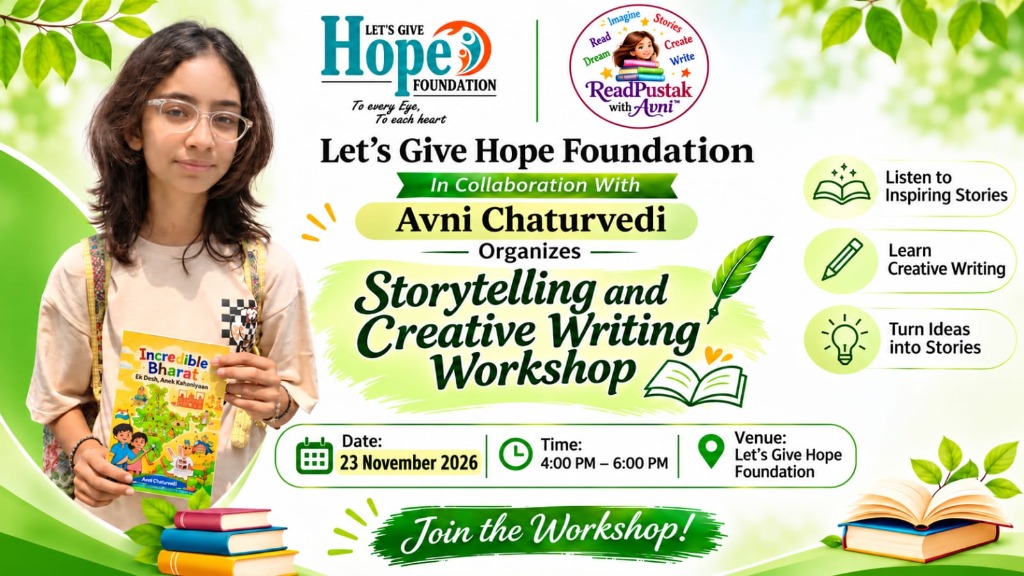 LET'S GIVE
Hope
FOUNDATION
To every Eye,
To each heart
Imagine
Stories
Read
Create
Dream
Write
ReadPustak
with Avni™
Let's Give Hope Foundation
In Collaboration With
Avni Chaturvedi
Organizes
Storytelling and
Creative Writing
Workshop
Listen to
Inspiring Stories
Learn
Creative Writing
Turn Ideas
into Stories
Incredible
Bharat
Ek Desh, Anek Kahaniyaan
Avni Chaturvedi
Date:
23 November 2026
Time:
4:00 PM – 6:00 PM
Venue:
Let's Give Hope
Foundation
Join the Workshop!